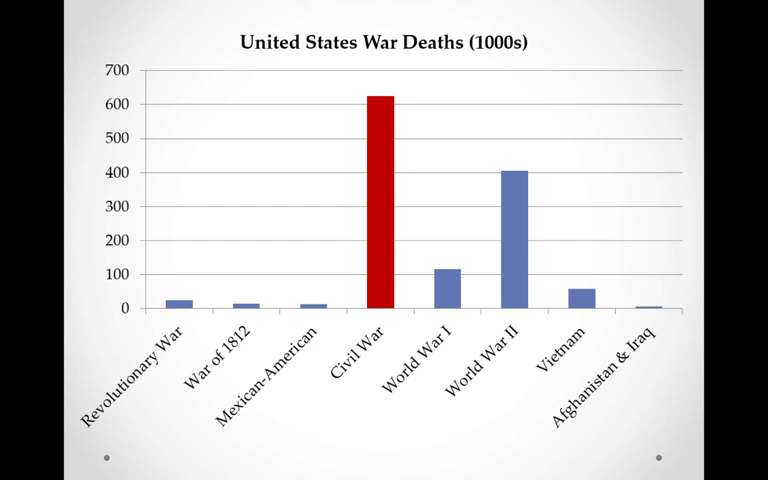 United States War Deaths (1000s)
700
600
500
400
300
200
100
0
Revolutionary War
War of 1812
Mexican-American
Civil War
World War I
World War II
Vietnam
Afghanistan & Iraq